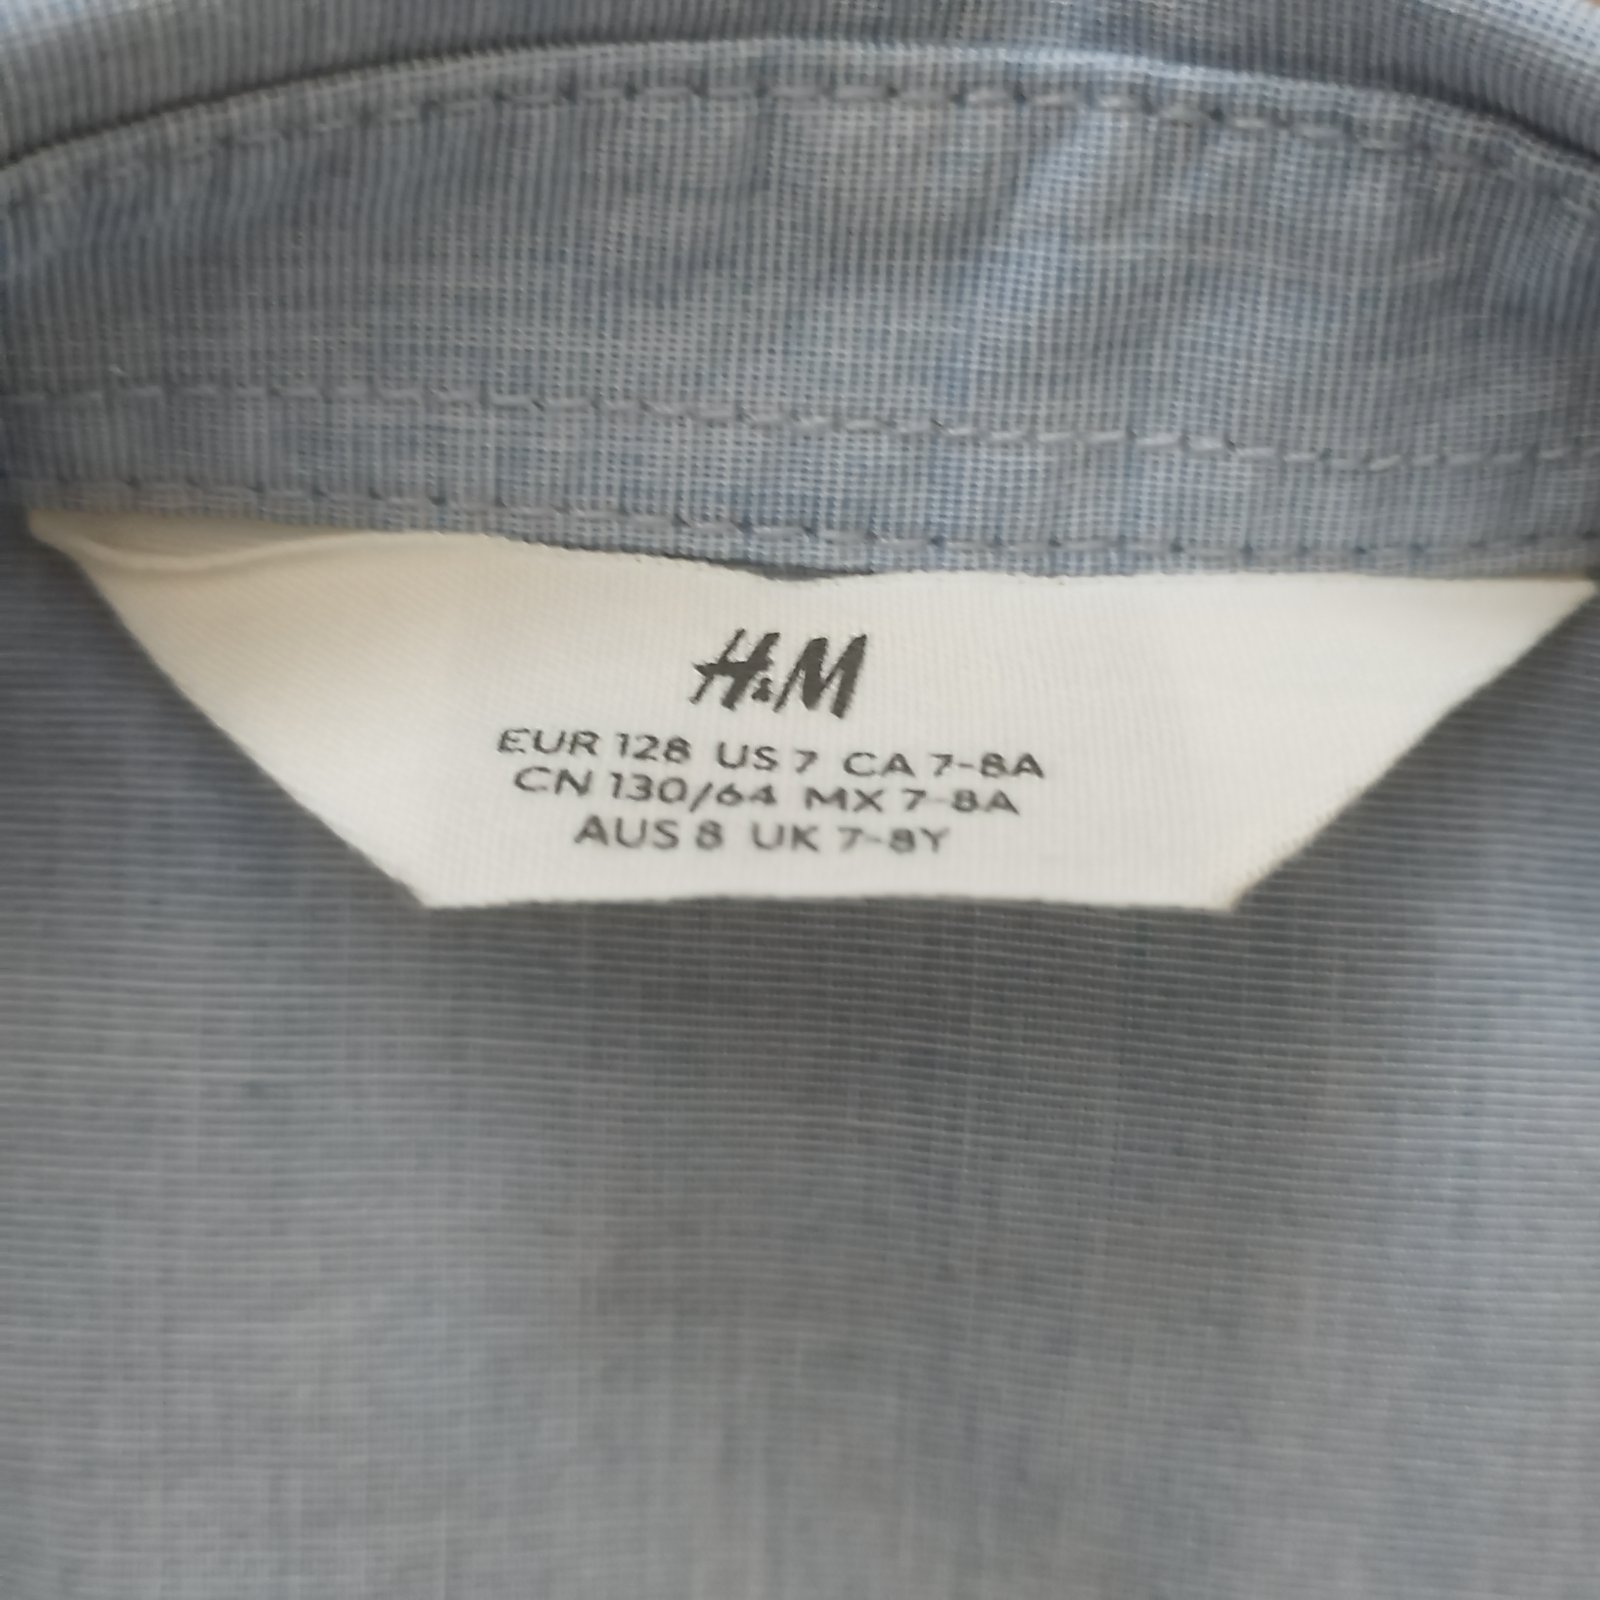 H&M
EUR 128 US 7 CA 7-8A
CN 130/64 MX 7-8A
AUS 8 UK 7-8Y